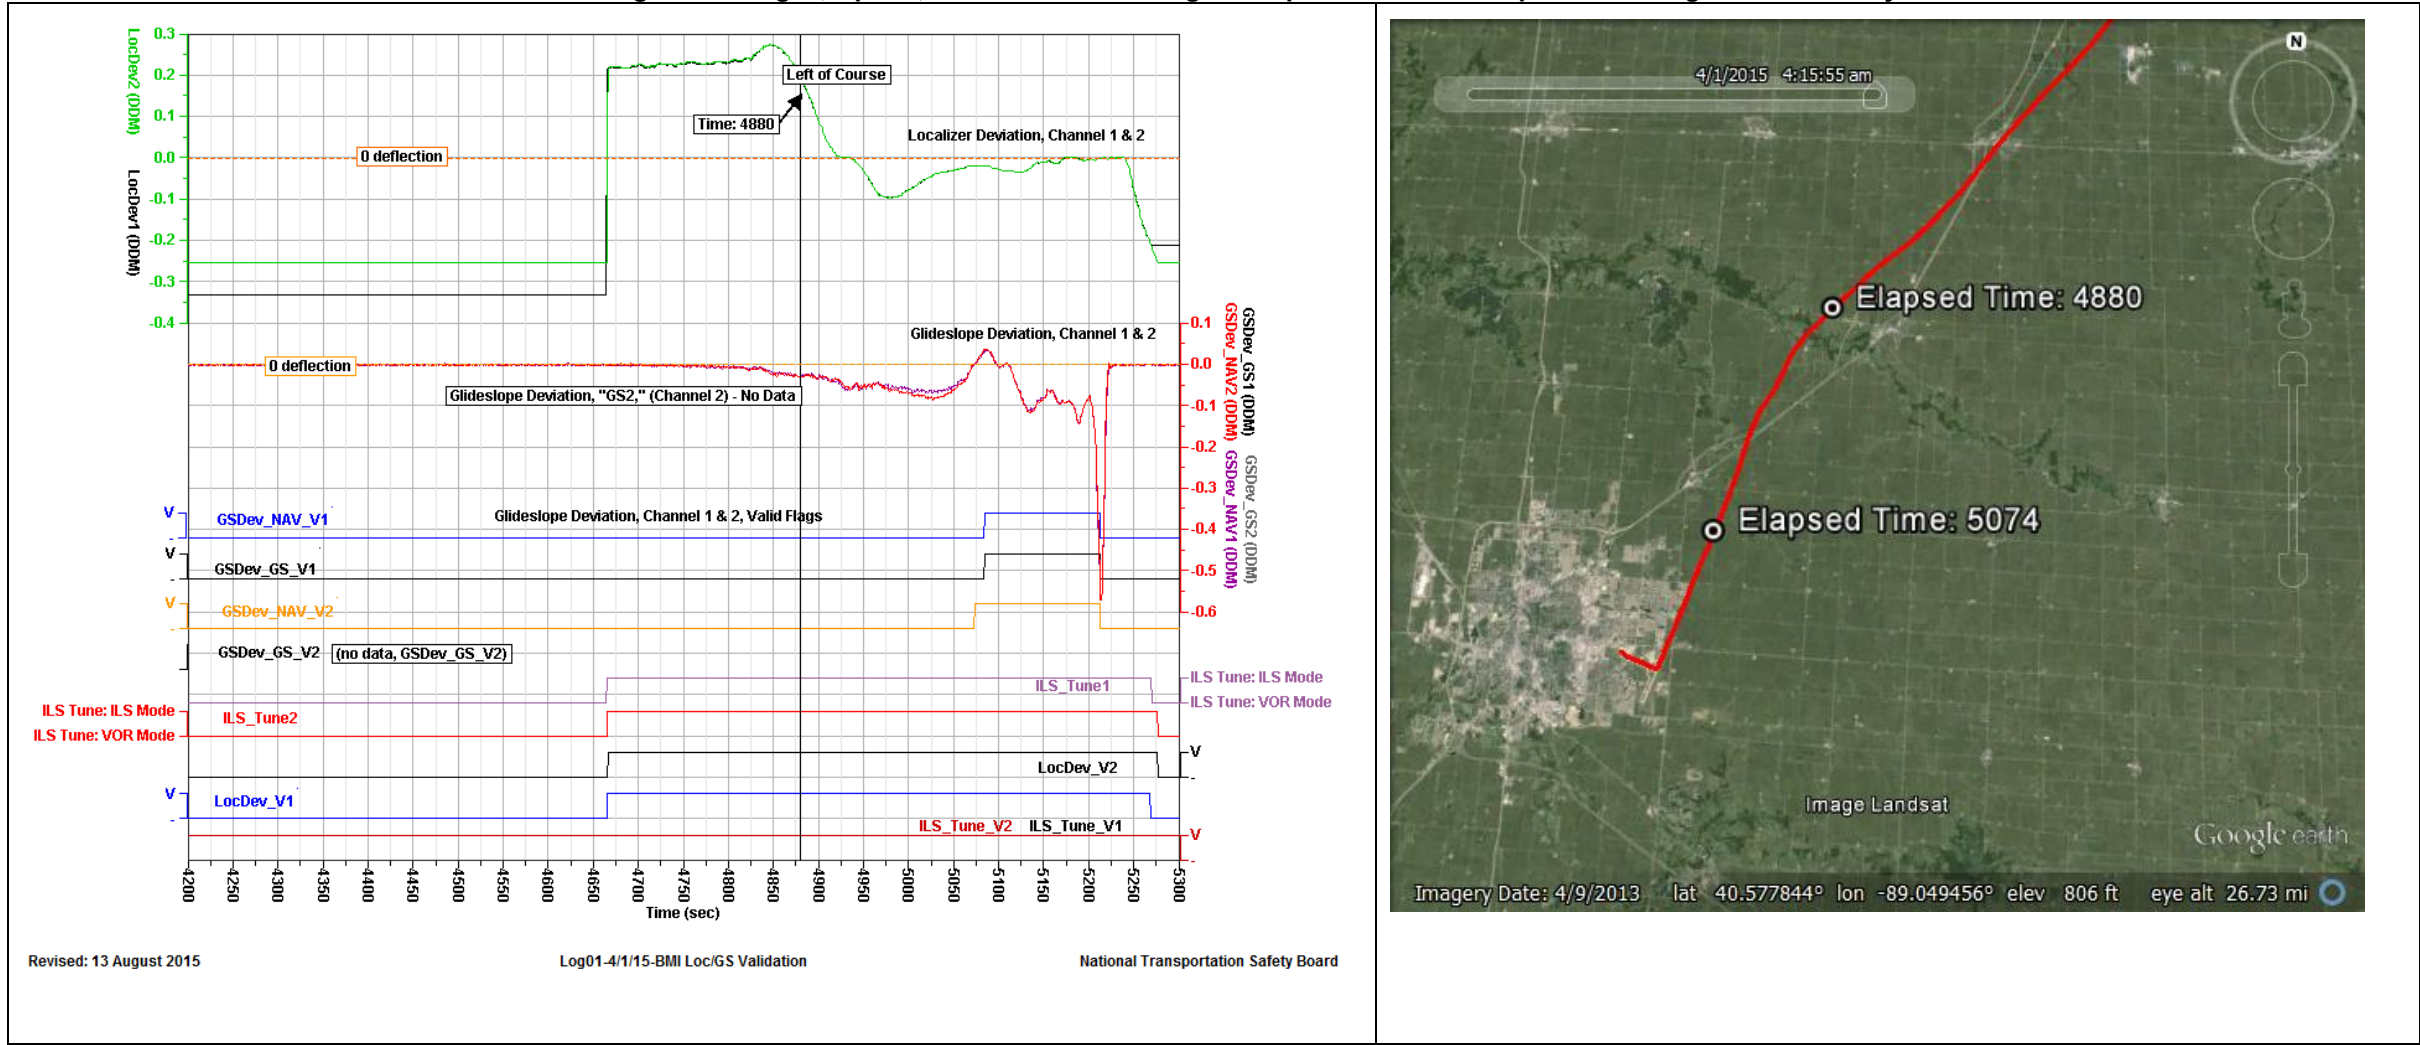 LocDev2 (DDM)
LocDev1 (DDM)
0.3
0.2
0.1
0.0
-0.1
-0.2
-0.3
-0.4
Left of Course
Time: 4880
Localizer Deviation, Channel 1 & 2
0 deflection
Glideslope Deviation, Channel 1 & 2
0 deflection
Glideslope Deviation, "GS2," (Channel 2) - No Data
0.1
0.0
-0.1
-0.2
-0.3
-0.4
-0.5
-0.6
GSDev_NAV2 (DDM)
GSDev_GS1 (DDM)
GSDev_NAV1 (DDM)
GSDev_GS2 (DDM)
V
-
GSDev_NAV_V1
Glideslope Deviation, Channel 1 & 2, Valid Flags
V
-
GSDev_GS_V1
V
-
GSDev_NAV_V2
GSDev_GS_V2
(no data, GSDev_GS_V2)
ILS_Tune1
ILS Tune: ILS Mode
ILS Tune: VOR Mode
ILS Tune: ILS Mode
ILS Tune: VOR Mode
ILS_Tune2
LocDev_V2
V
-
V
-
LocDev_V1
ILS_Tune_V2 ILS_Tune_V1
V
-
4200 4250 4300 4350 4400 4450 4500 4550 4600 4650 4700 4750 4800 4850 4900 4950 5000 5050 5100 5150 5200 5250 5300
Time (sec)
Revised: 13 August 2015
Log01-4/1/15-BMI Loc/GS Validation
National Transportation Safety Board
N
4/1/2015 4:15:55 am
Elapsed Time: 4880
Elapsed Time: 5074
Image Landsat
Google earth
Imagery Date: 4/9/2013 lat 40.577844° lon -89.049456° elev 806 ft eye alt 26.73 mi